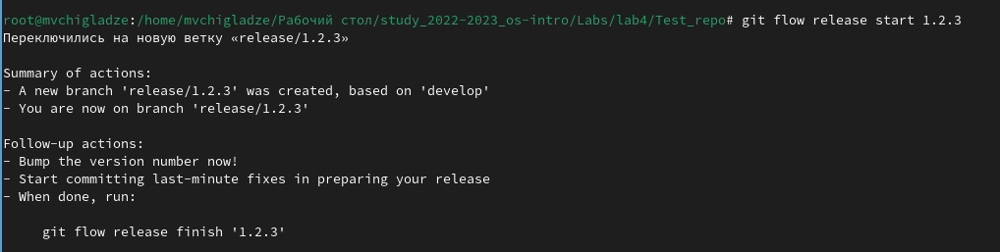 root@mvchigladze:/home/mvchigladze/Рабочий стол/study_2022-2023_os-intro/Labs/lab4/Test_repo# git flow release start 1.2.3
Переключились на новую ветку «release/1.2.3»
Summary of actions:
- A new branch 'release/1.2.3' was created, based on 'develop'
- You are now on branch 'release/1.2.3'
Follow-up actions:
- Bump the version number now!
- Start committing last-minute fixes in preparing your release
- When done, run:
git flow release finish '1.2.3'